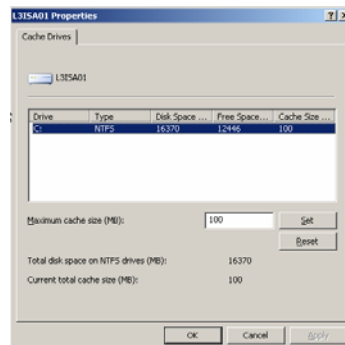 L3ISA01 Properties
Cache Drives
L3ISA01
Drive Type Disk Space ... Free Space... Cache Size ...
C: NTFS 16370 12446 100
Maximum cache size (MB): 100 Set
Reset
Total disk space on NTFS drives (MB): 16370
Current total cache size (MB): 100
OK Cancel Apply